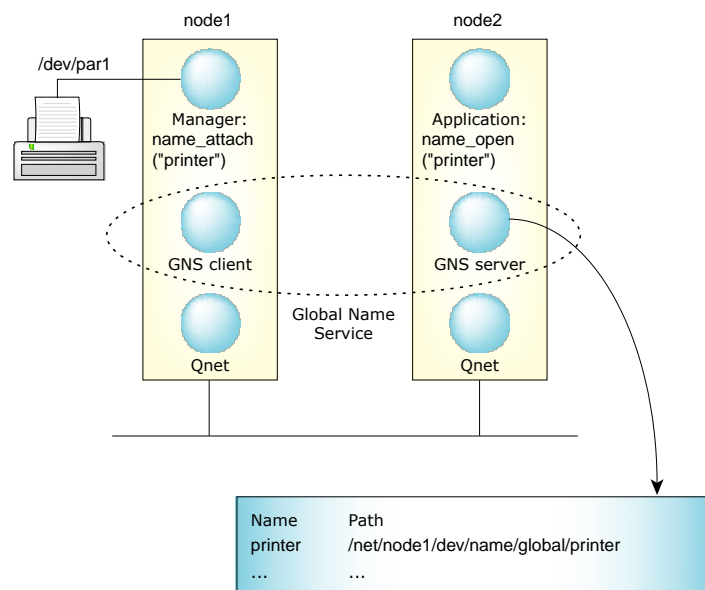 node1
node2
/dev/par1
Manager:
name_attach
("printer")
Application:
name_open
("printer")
GNS client
GNS server
Global Name
Service
Qnet
Qnet
Name Path
printer /net/node1/dev/name/global/printer
... ...